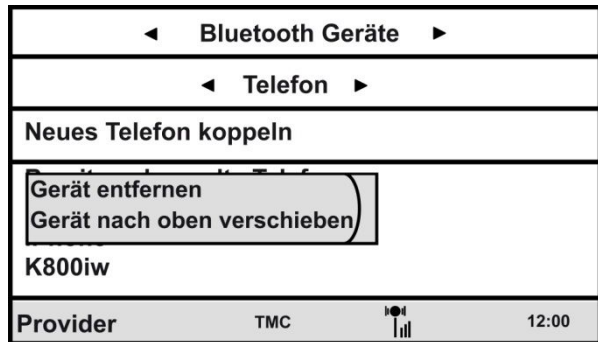 Bluetooth Geräte
Telefon
Neues Telefon koppeln
Gerät entfernen
Gerät nach oben verschieben
K800iw
Provider TMC 12:00